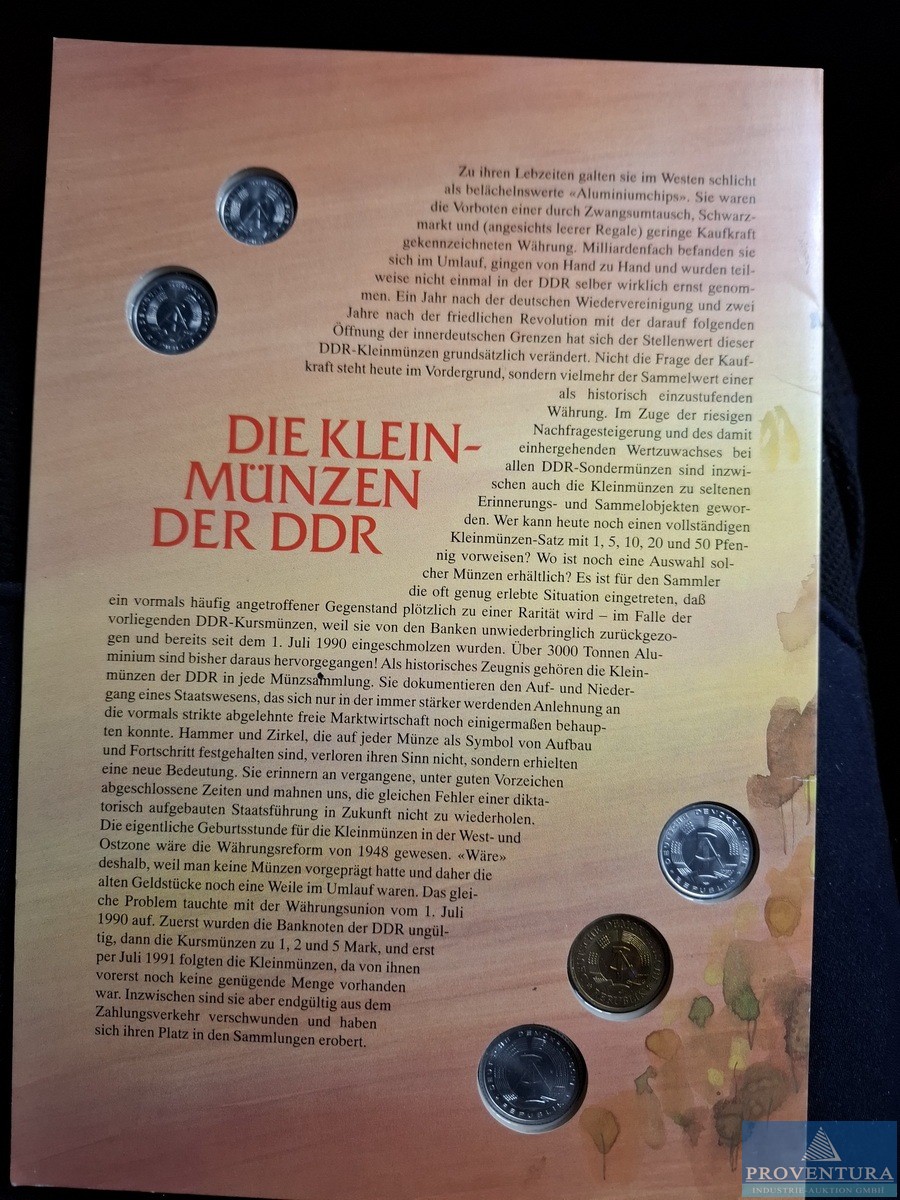 Zu ihren Lebzeiten galten sie im Westen schlicht
als belächelnswerte «Aluminiumchips». Sie waren
die Vorboten einer durch Zwangsumtausch, Schwarz-
markt und (angesichts leerer Regale) geringe Kaufkraft
gekennzeichneten Währung. Milliardenfach befanden sie
sich im Umlauf, gingen von Hand zu Hand und wurden teil-
weise nicht einmal in der DDR selber wirklich ernst genom-
men. Ein Jahr nach der deutschen Wiedervereinigung und zwei
Jahre nach der friedlichen Revolution mit der darauf folgenden
Öffnung der innerdeutschen Grenzen hat sich der Stellenwert dieser
DDR-Kleinmünzen grundsätzlich verändert. Nicht die Frage der Kauf-
kraft steht heute im Vordergrund, sondern vielmehr der Sammelwert einer
als historisch einzustufenden
Währung. Im Zuge der riesigen
Nachfragesteigerung und des damit
einhergehenden Wertzuwachses bei
allen DDR-Sondermünzen sind inzwi-
schen auch die Kleinmünzen zu seltenen
Erinnerungs- und Sammelobjekten gewor-
den. Wer kann heute noch einen vollständigen
Kleinmünzen-Satz mit 1, 5, 10, 20 und 50 Pfen-
nig vorweisen? Wo ist noch eine Auswahl sol-
cher Münzen erhältlich? Es ist für den Sammler
die oft genug erlebte Situation eingetreten, daß
ein vormals häufig angetroffener Gegenstand plötzlich zu einer Rarität wird – im Falle der
vorliegenden DDR-Kursmünzen, weil sie von den Banken unwiederbringlich zurückgezo-
gen und bereits seit dem 1. Juli 1990 eingeschmolzen wurden. Über 3000 Tonnen Alu-
minium sind bisher daraus hervorgegangen! Als historisches Zeugnis gehören die Klein-
münzen der DDR in jede Münzsammlung. Sie dokumentieren den Auf- und Nieder-
gang eines Staatswesens, das sich nur in der immer stärker werdenden Anlehnung an
die vormals strikte abgelehnte freie Marktwirtschaft noch einigermaßen behaup-
ten konnte. Hammer und Zirkel, die auf jeder Münze als Symbol von Aufbau
und Fortschritt festgehalten sind, verloren ihren Sinn nicht, sondern erhielten
eine neue Bedeutung. Sie erinnern an vergangene, unter guten Vorzeichen
abgeschlossene Zeiten und mahnen uns, die gleichen Fehler einer dikta-
torisch aufgebauten Staatsführung in Zukunft nicht zu wiederholen.
Die eigentliche Geburtsstunde für die Kleinmünzen in der West- und
Ostzone wäre die Währungsreform von 1948 gewesen. «Wäre»
deshalb, weil man keine Münzen vorgeprägt hatte und daher die
alten Geldstücke noch eine Weile im Umlauf waren. Das glei-
che Problem tauchte mit der Währungsunion vom 1. Juli
1990 auf. Zuerst wurden die Banknoten der DDR ungül-
tig, dann die Kursmünzen zu 1, 2 und 5 Mark, und erst
per Juli 1991 folgten die Kleinmünzen, da von ihnen
vorerst noch keine genügende Menge vorhanden
war. Inzwischen sind sie aber endgültig aus dem
Zahlungsverkehr verschwunden und haben
sich ihren Platz in den Sammlungen erobert.
DIE KLEIN-
MÜNZEN
DER DDR
DEUTSCHE DEMOKRATISCHE
REPUBLIK
DEUTSCHE DEMOKRATISCHE
REPUBLIK
PROVENTURA
INDUSTRIE-AUKTION GMBH